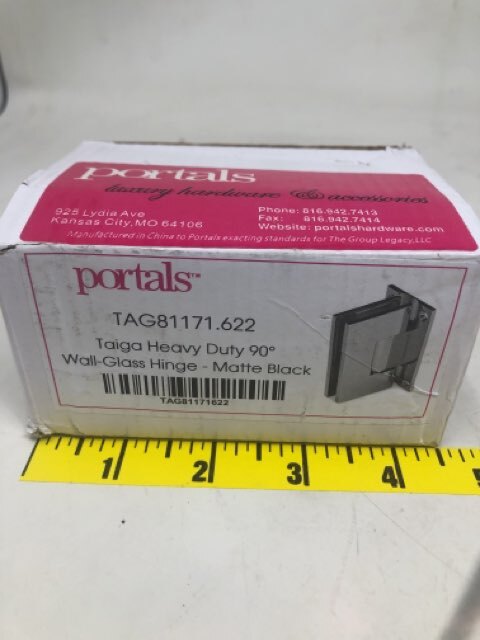 portals
luxury hardware & accessories
925 Lydia Ave
Kansas City, MO 64106
Phone: 816.942.7413
Fax: 816.942.7414
Website: portalshardware.com
Manufactured in China to Portals exacting standards for The Group Legacy,LLC
portals™
TAG81171.622
Taiga Heavy Duty 90°
Wall-Glass Hinge - Matte Black
TAG81171622
1 2 3 4 5